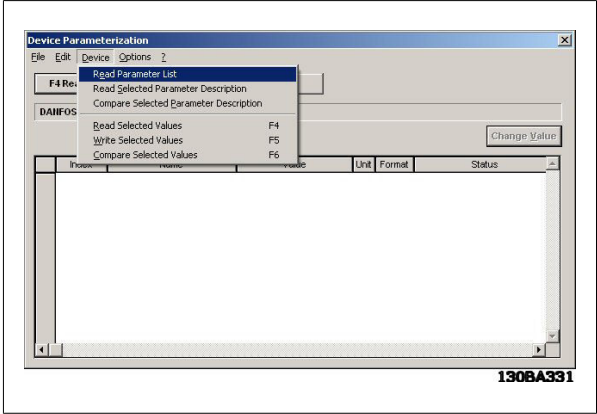 Device Parameterization
File Edit Device Options ?
Read Parameter List
Read Selected Parameter Description
Compare Selected Parameter Description
Read Selected Values F4
Write Selected Values F5
Compare Selected Values F6
F4 Rea
DANFOS
Change Value
Index Name Value Unit Format Status
130BA331